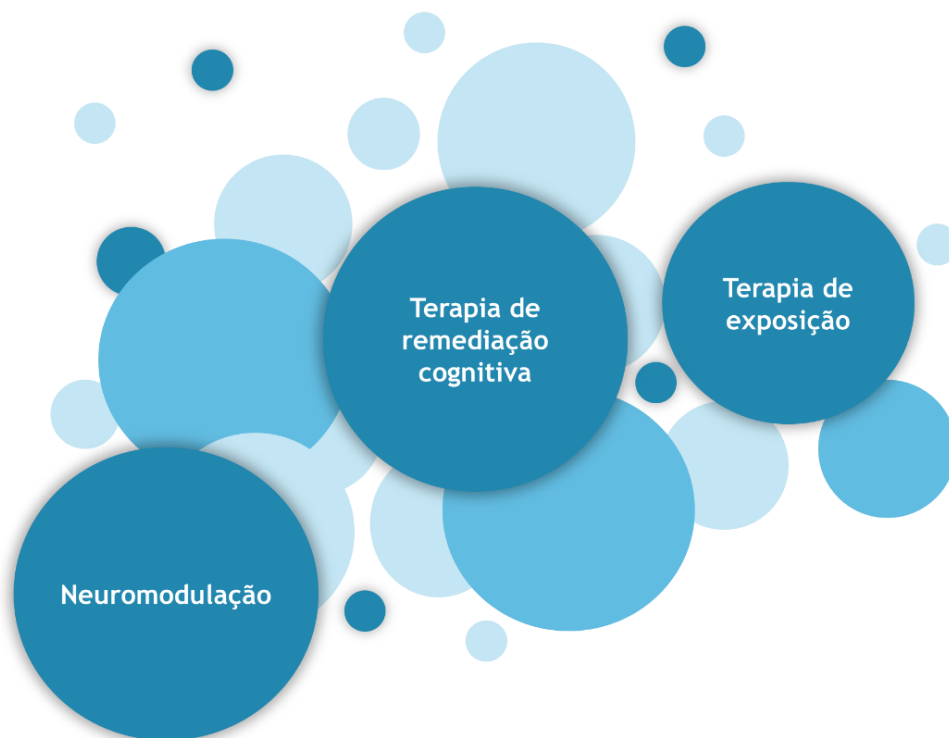 Terapia de
remediação
cognitiva
Terapia de
exposição
Neuromodulação